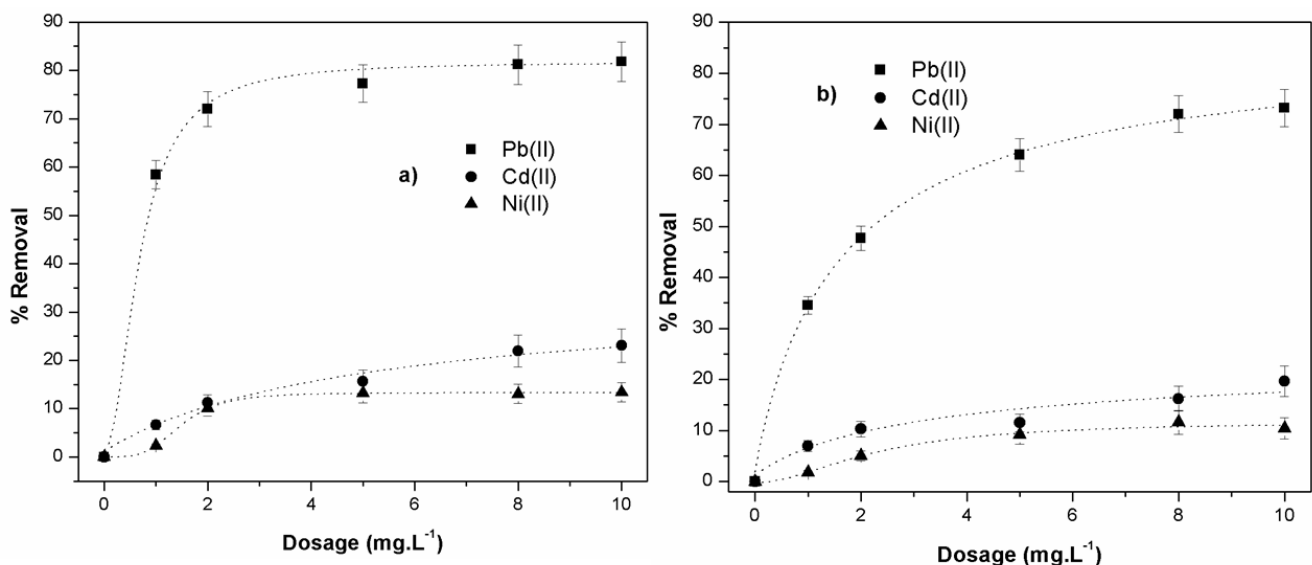 90
80
70
60
50
40
30
20
10
0
% Removal
a)
Pb(II)
Cd(II)
Ni(II)
0 2 4 6 8 10
Dosage (mg.L⁻¹)
90
80
70
60
50
40
30
20
10
0
% Removal
b)
Pb(II)
Cd(II)
Ni(II)
0 2 4 6 8 10
Dosage (mg.L⁻¹)